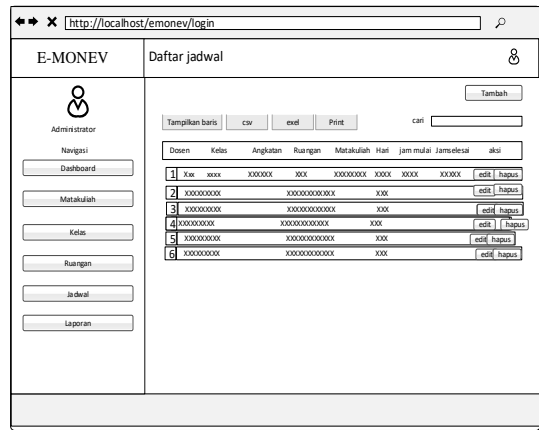 http://localhost/emonev/login
E-MONEV
Daftar jadwal
Tambah
Administrator
Tampilkan baris csv exel Print cari
Navigasi
Dosen Kelas Angkatan Ruangan Matakuliah Hari jam mulai Jamselesai aksi
Dashboard
1 Xxx xxxx XXXXXX XXX XXXXXXXX XXXX XXXX XXXXX edit hapus
2 XXXXXXXXX XXXXXXXXXXXX XXX edit hapus
Matakuliah
3 XXXXXXXXX XXXXXXXXXXXX XXX edit hapus
4 XXXXXXXXX XXXXXXXXXXXX XXX edit hapus
Kelas
5 XXXXXXXXX XXXXXXXXXXXX XXX edit hapus
6 XXXXXXXXX XXXXXXXXXXXX XXX edit hapus
Ruangan
Jadwal
Laporan